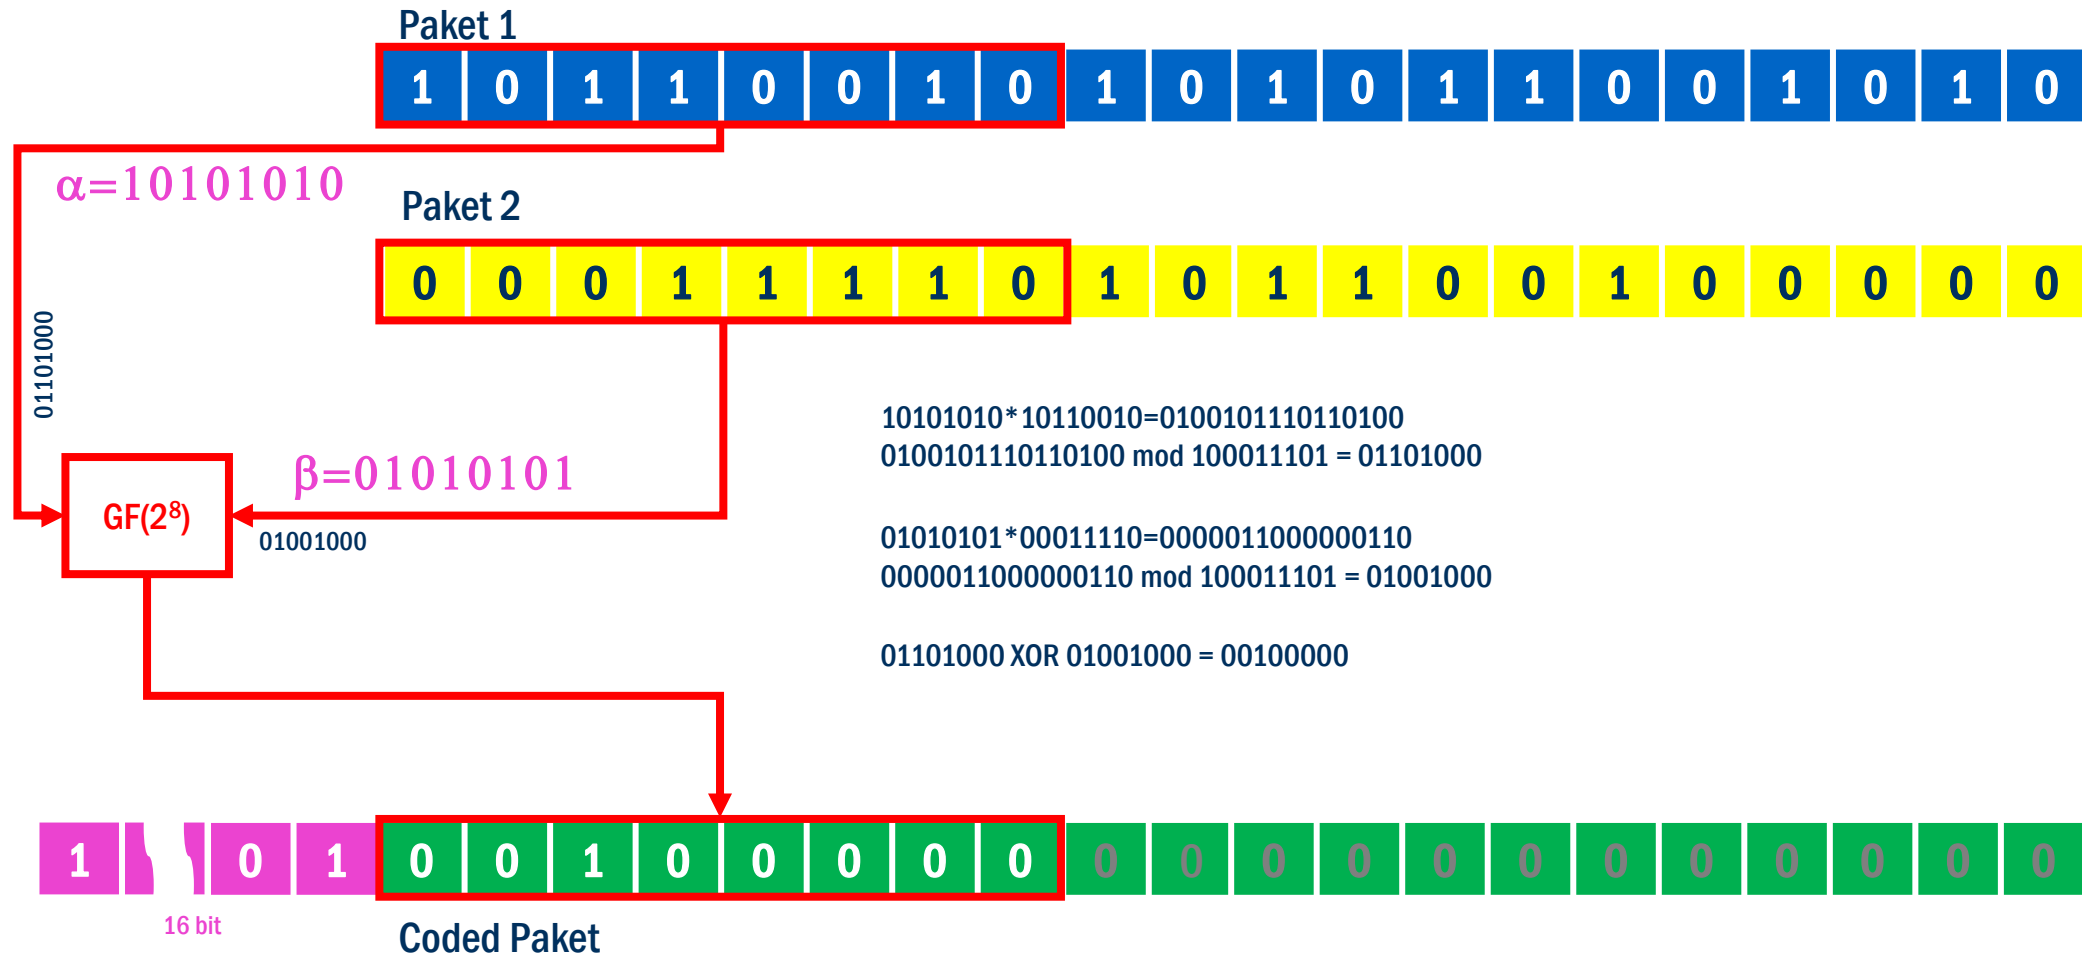 Paket 1
1 0 1 1 0 0 1 0 1 0 1 0 1 1 0 0 1 0 1 0
α=10101010
Paket 2
0 0 0 1 1 1 1 0 1 0 1 1 0 0 1 0 0 0 0 0
01101000
10101010*10110010=0100101110110100
0100101110110100 mod 100011101 = 01101000
β=01010101
GF(2⁸)
01001000
01010101*00011110=0000011000000110
0000011000000110 mod 100011101 = 01001000
01101000 XOR 01001000 = 00100000
1 0 1 0 0 1 0 0 0 0 0 0 0 0 0 0 0 0 0 0 0 0 0
16 bit
Coded Paket